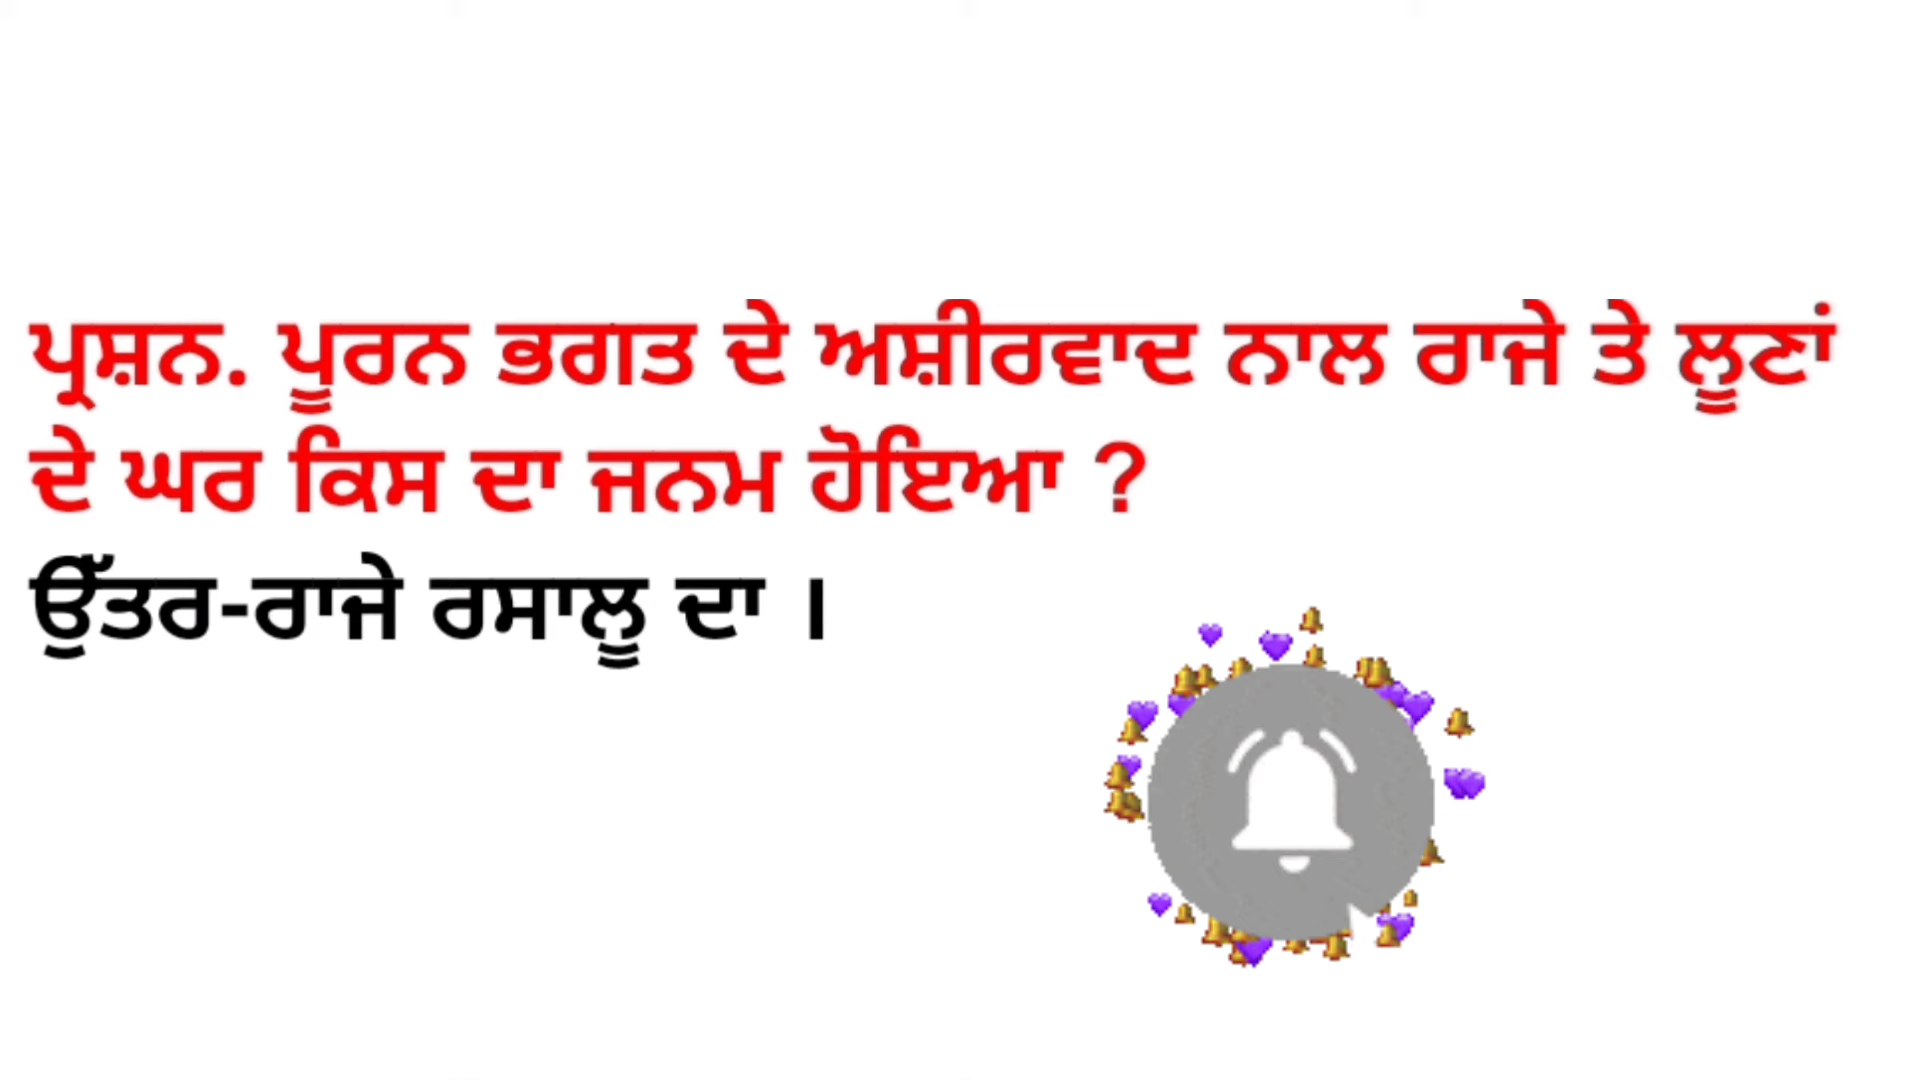 ਪ੍ਰਸ਼ਨ. ਪੂਰਨ ਭਗਤ ਦੇ ਅਸ਼ੀਰਵਾਦ ਨਾਲ ਰਾਜੇ ਤੇ ਲੂਣਾਂ
ਦੇ ਘਰ ਕਿਸ ਦਾ ਜਨਮ ਹੋਇਆ ?
ਉੱਤਰ-ਰਾਜੇ ਰਸਾਲੂ ਦਾ ।